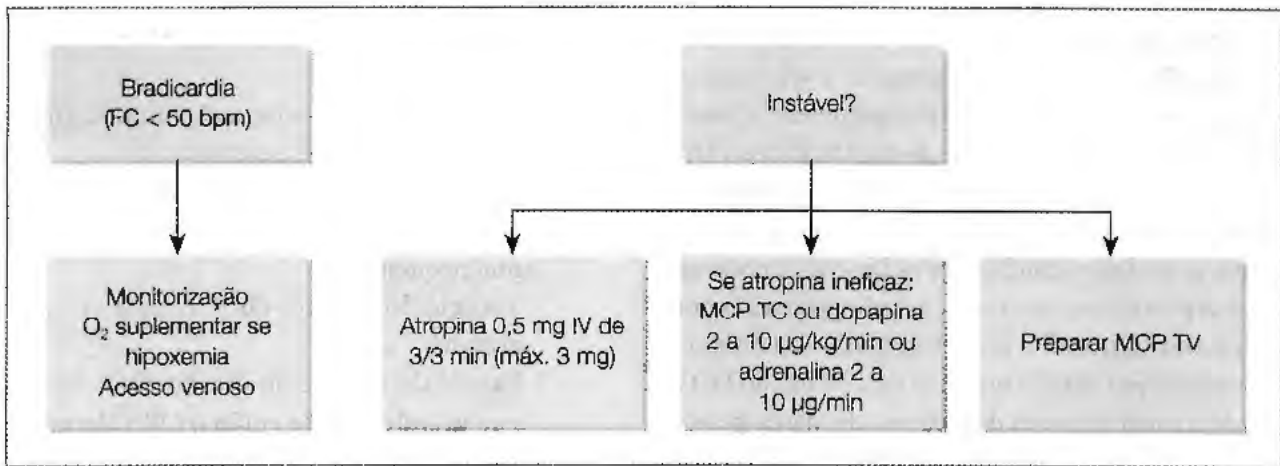 Bradicardia
(FC < 50 bpm)
Instável?
Monitorização
O₂ suplementar se
hipoxemia
Acesso venoso
Atropina 0,5 mg IV de
3/3 min (máx. 3 mg)
Se atropina ineficaz:
MCP TC ou dopapina
2 a 10 µg/kg/min ou
adrenalina 2 a
10 µg/min
Preparar MCP TV